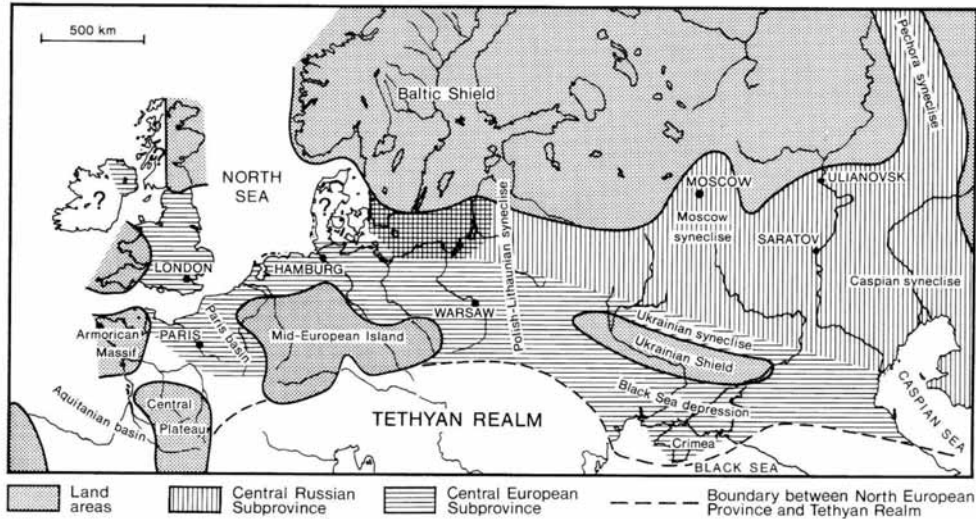 500 km
Pechora syneclise
Baltic Shield
NORTH
SEA
?
?
MOSCOW
ULIANOVSK
Moscow
syneclise
SARATOV
LONDON
HAMBURG
Polish-Lithaunian syneclise
Caspian syneclise
WARSAW
PARIS
Paris basin
Mid-European Island
Ukrainian syneclise
Ukrainian Shield
Armorican
Massif
Aquitanian basin
Central
Plateau
TETHYAN REALM
Black Sea depression
Crimea
BLACK SEA
CASPIAN SEA
Land
areas
Central Russian
Subprovince
Central European
Subprovince
Boundary between North European
Province and Tethyan Realm